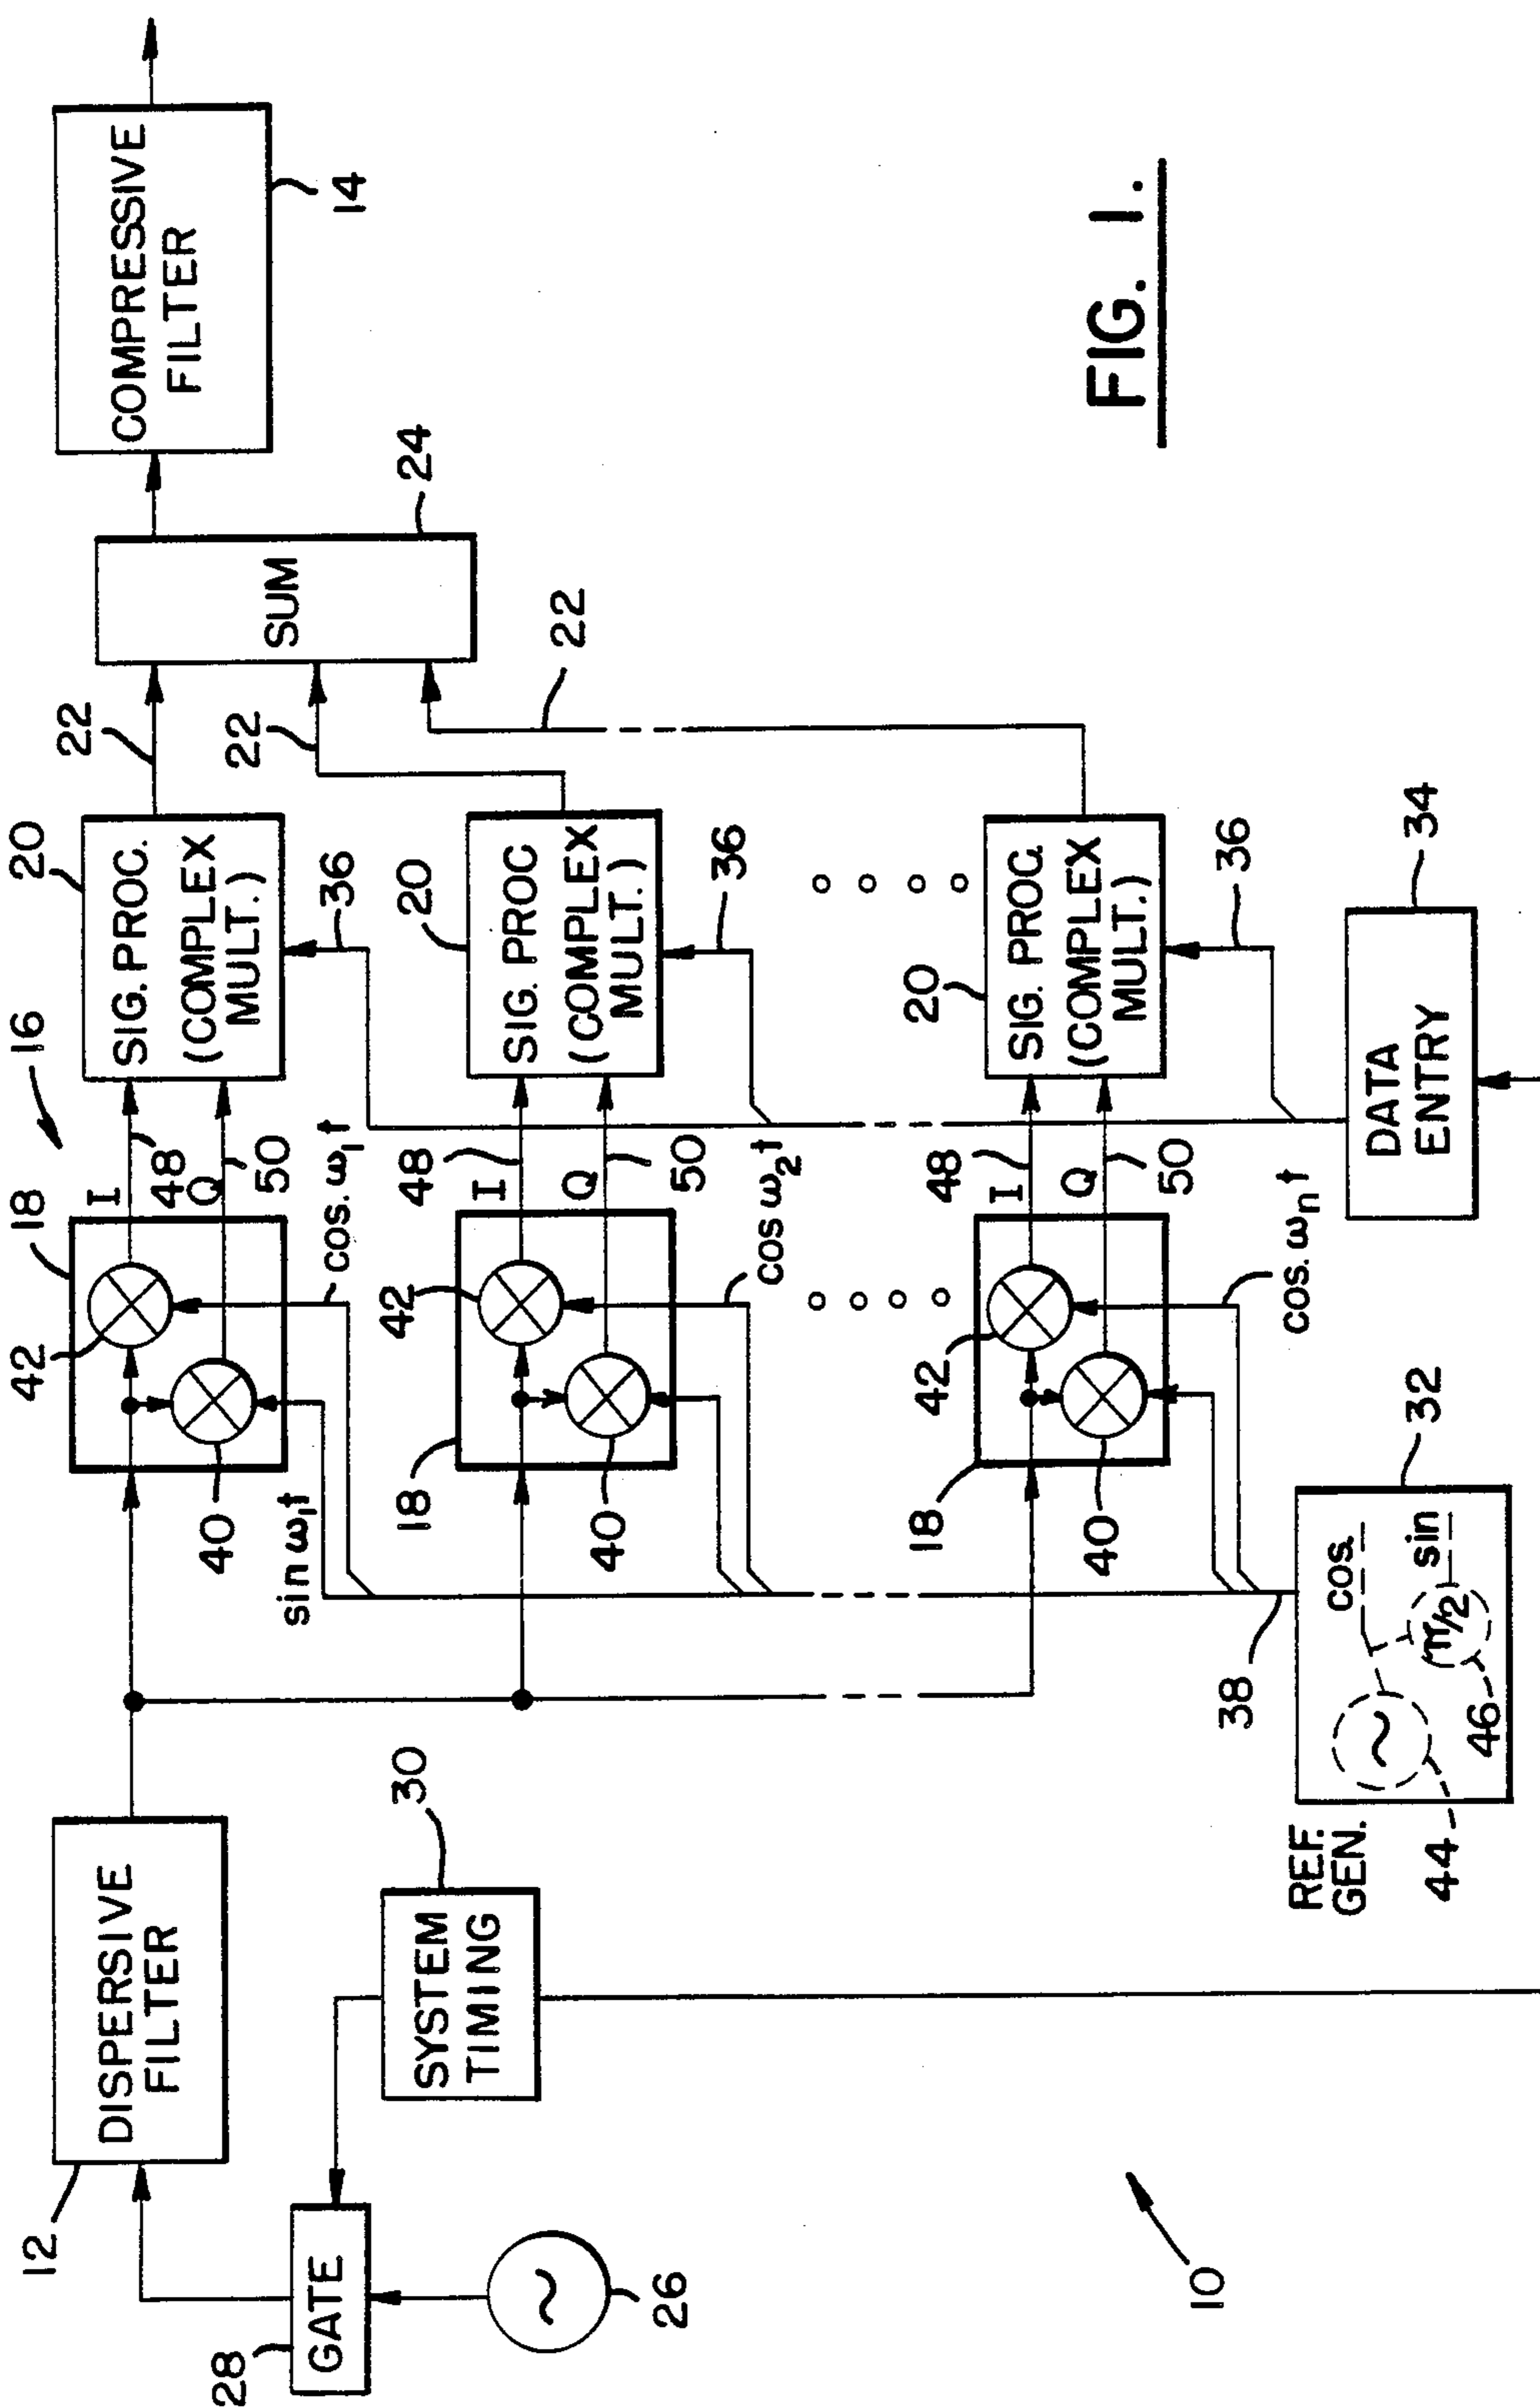 12
DISPERSIVE
FILTER
28
GATE
26
SYSTEM
TIMING
30
10
16
18
42
40
I
48
Q
50
sin ω₁t
cos. ω₁t
20
SIG. PROC.
(COMPLEX
MULT.)
36
22
18
42
40
I
48
Q
50
cos ω₂t
20
SIG. PROC
(COMPLEX
MULT.)
36
22
18
42
40
I
48
Q
50
cos. ωₙt
20
SIG. PROC.
(COMPLEX
MULT.)
36
22
SUM
24
COMPRESSIVE
FILTER
14
38
REF.
GEN.
32
cos.
sin
π/2
44
46
DATA
ENTRY
34
FIG. 1.